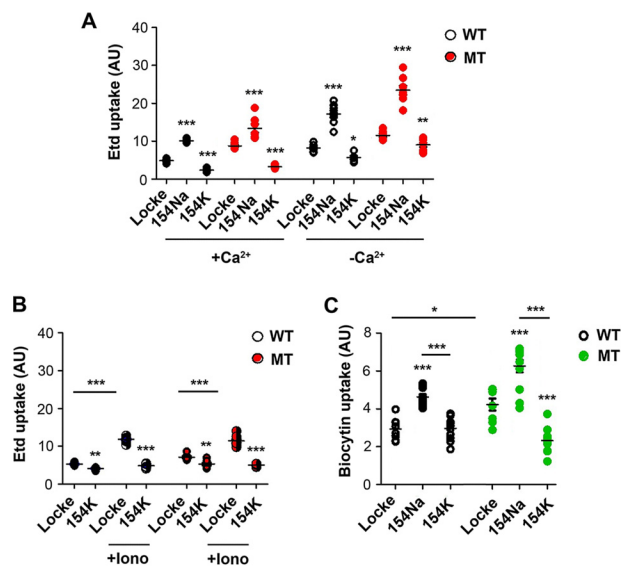 A
Etd uptake (AU)
40
30
20
10
0
WT
MT
*** *** *** *** *** * *** **
Locke 154Na 154K Locke 154Na 154K Locke 154Na 154K Locke 154Na 154K
+Ca²⁺ -Ca²⁺
B
Etd uptake (AU)
40
30
20
10
0
WT
MT
*** ***
** *** ** ***
Locke 154K Locke 154K Locke 154K Locke 154K
+Iono +Iono
C
Biocytin uptake (AU)
8
6
4
2
0
WT
MT
* ***
*** *** *** ***
Locke 154Na 154K Locke 154Na 154K